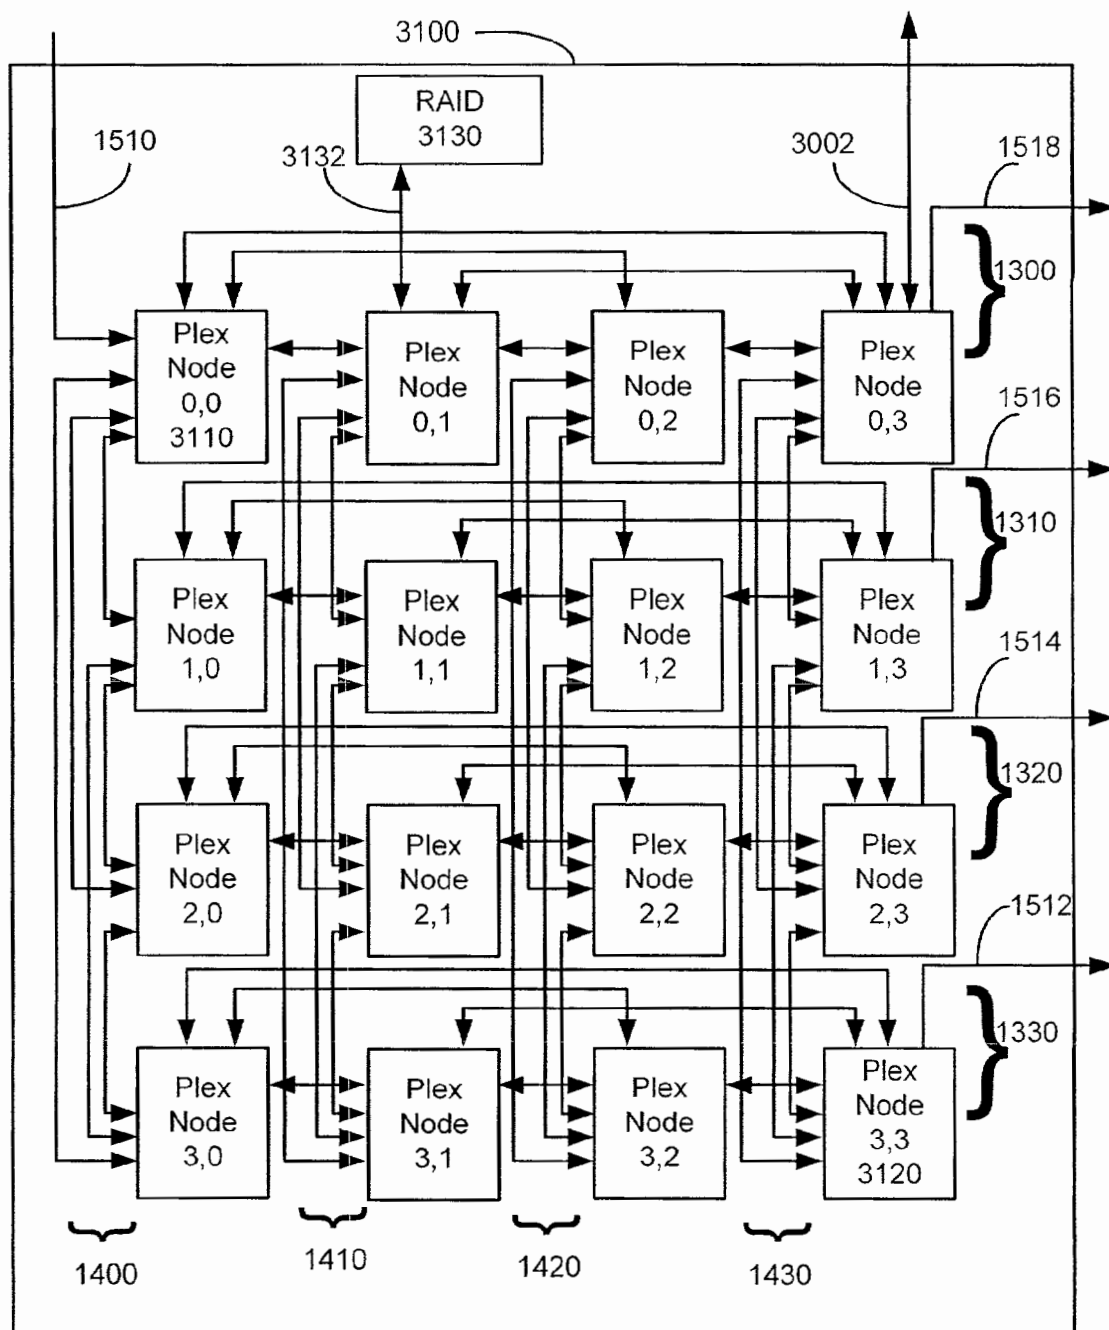 3100
RAID
3130
1510
3132
3002
1518
1300
Plex
Node
0,0
3110
Plex
Node
0,1
Plex
Node
0,2
Plex
Node
0,3
1516
1310
Plex
Node
1,0
Plex
Node
1,1
Plex
Node
1,2
Plex
Node
1,3
1514
1320
Plex
Node
2,0
Plex
Node
2,1
Plex
Node
2,2
Plex
Node
2,3
1512
1330
Plex
Node
3,0
Plex
Node
3,1
Plex
Node
3,2
Plex
Node
3,3
3120
1400
1410
1420
1430